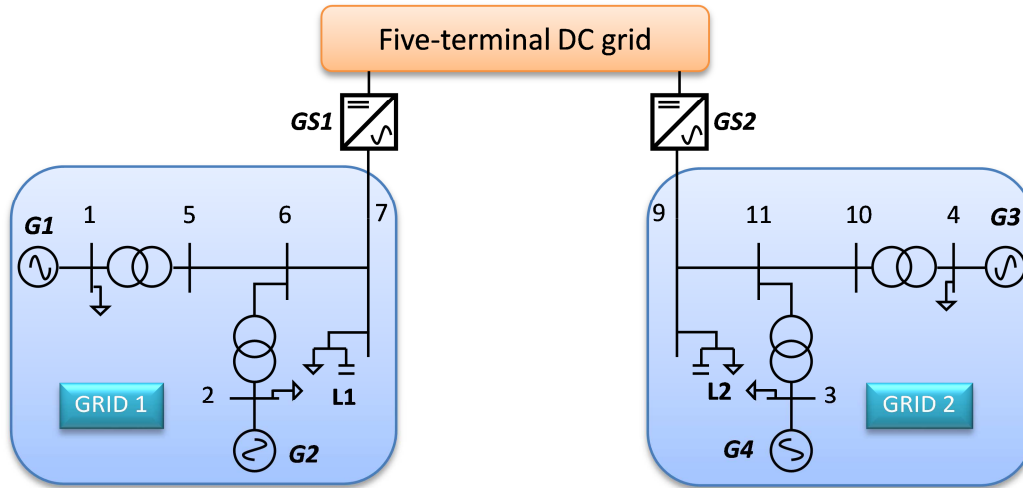 Five-terminal DC grid
GS1
GS2
G1
1
5
6
7
9
11
10
4
G3
2
L1
L2
3
GRID 1
GRID 2
G2
G4